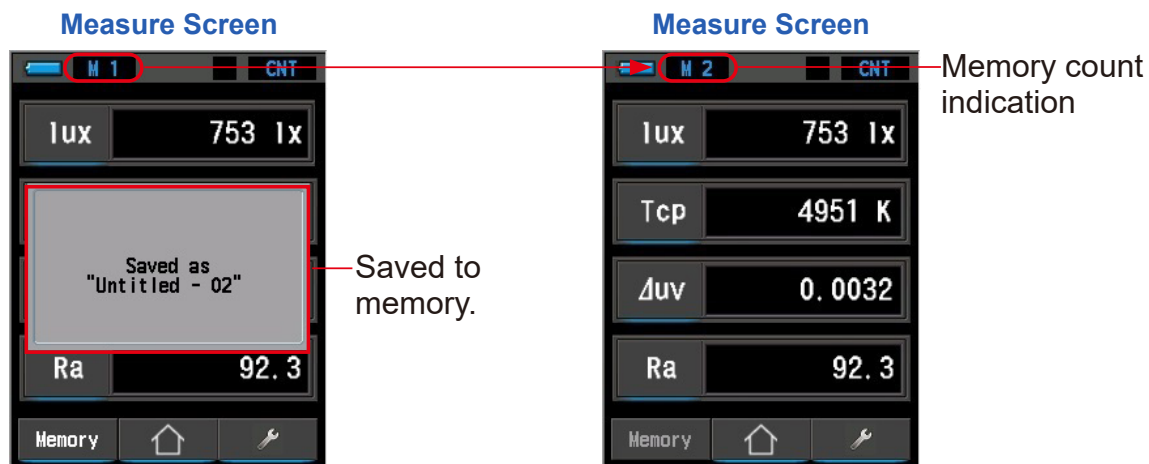 Measure Screen
M 1
CNT
lux 753 lx
Saved as
"Untitled - 02"
Saved to
memory.
Ra 92.3
Memory
Measure Screen
M 2
CNT
Memory count
indication
lux 753 lx
Tcp 4951 K
Δuv 0.0032
Ra 92.3
Memory